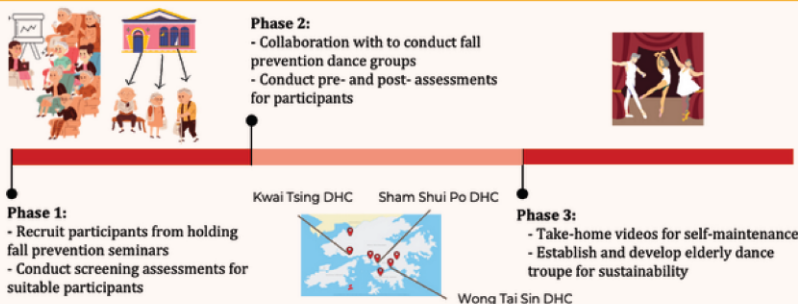 Phase 2:
- Collaboration with to conduct fall
prevention dance groups
- Conduct pre- and post- assessments
for participants
Kwai Tsing DHC
Sham Shui Po DHC
Wong Tai Sin DHC
Phase 1:
- Recruit participants from holding
fall prevention seminars
- Conduct screening assessments for
suitable participants
Phase 3:
- Take-home videos for self-maintenance
- Establish and develop elderly dance
troupe for sustainability